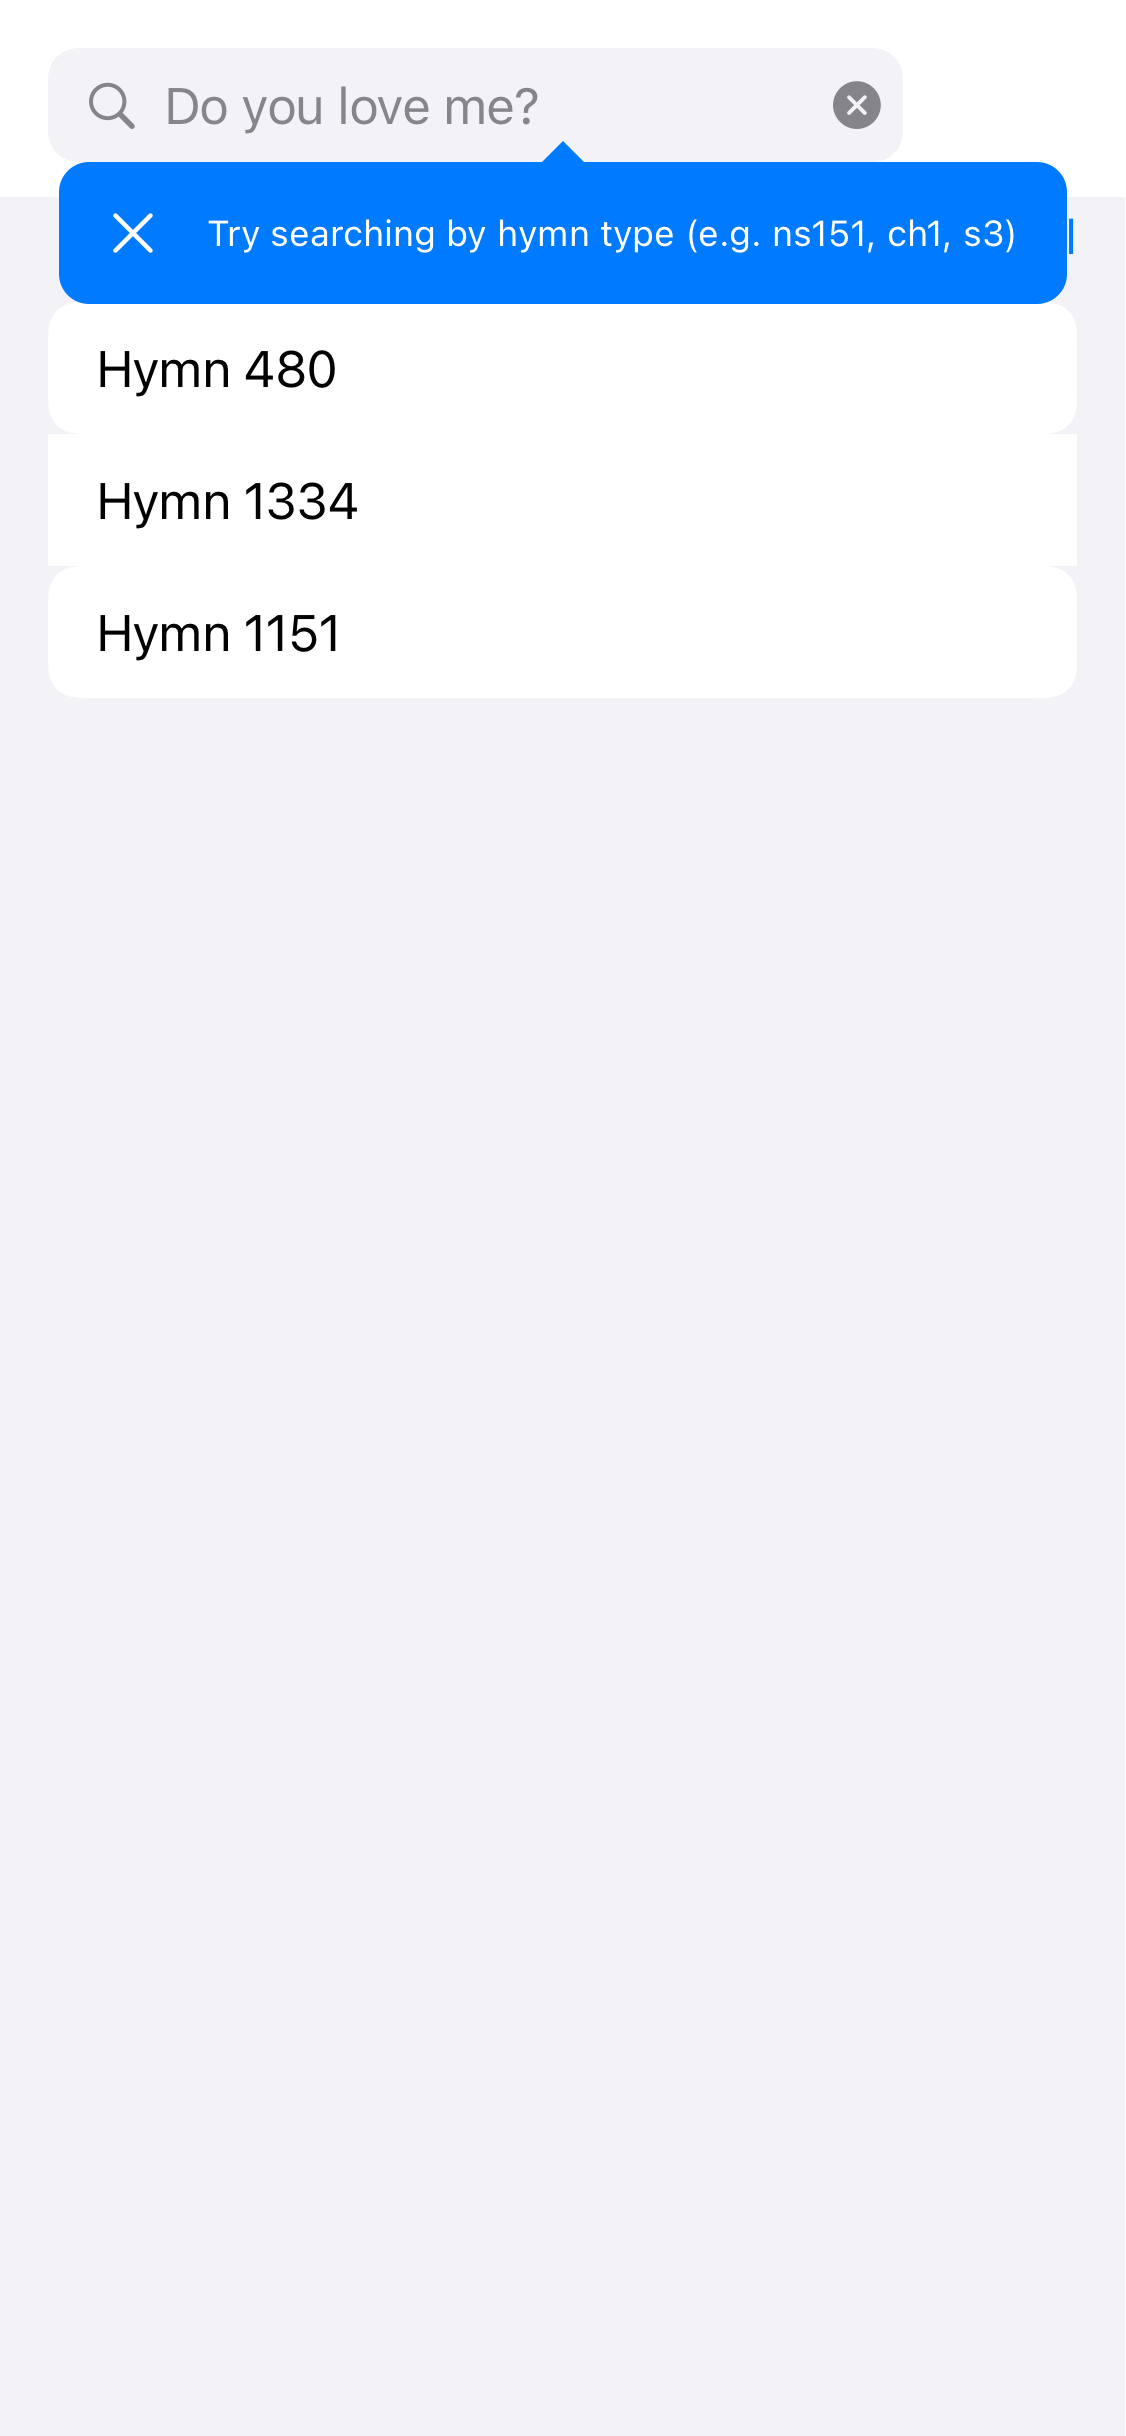 Do you love me?
Try searching by hymn type (e.g. ns151, ch1, s3)
Hymn 480
Hymn 1334
Hymn 1151